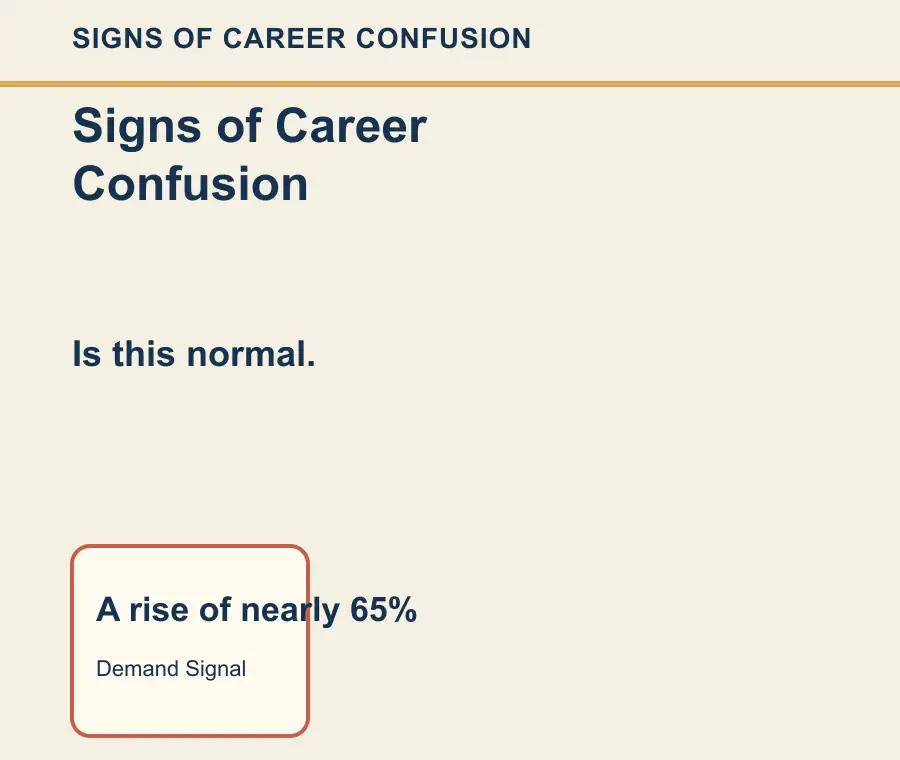 SIGNS OF CAREER CONFUSION
Signs of Career
Confusion
Is this normal.
A rise of nearly 65%
Demand Signal